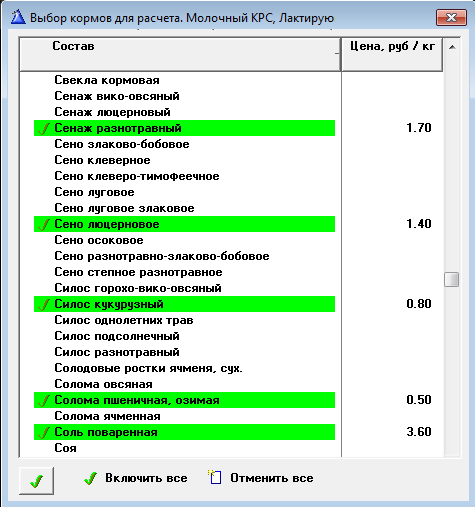 Выбор кормов для расчета. Молочный КРС, Лактирую
Состав Цена, руб / кг
Свекла кормовая
Сенаж вико-овсяный
Сенаж люцерновый
Сенаж разнотравный 1.70
Сено злаково-бобовое
Сено клеверное
Сено клеверо-тимофеечное
Сено луговое
Сено луговое злаковое
Сено люцерновое 1.40
Сено осоковое
Сено разнотравно-злаково-бобовое
Сено степное разнотравное
Силос горохо-вико-овсяный
Силос кукурузный 0.80
Силос однолетних трав
Силос подсолнечный
Силос разнотравный
Солодовые ростки ячменя, сух.
Солома овсяная
Солома пшеничная, озимая 0.50
Солома ячменная
Соль поваренная 3.60
Соя
Включить все Отменить все